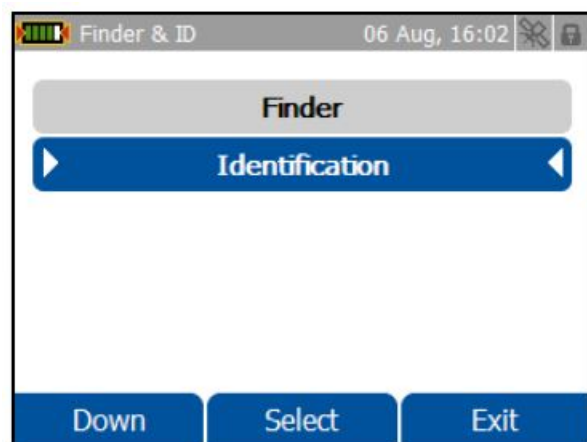 Finder & ID 06 Aug, 16:02
Finder
Identification
Down Select Exit